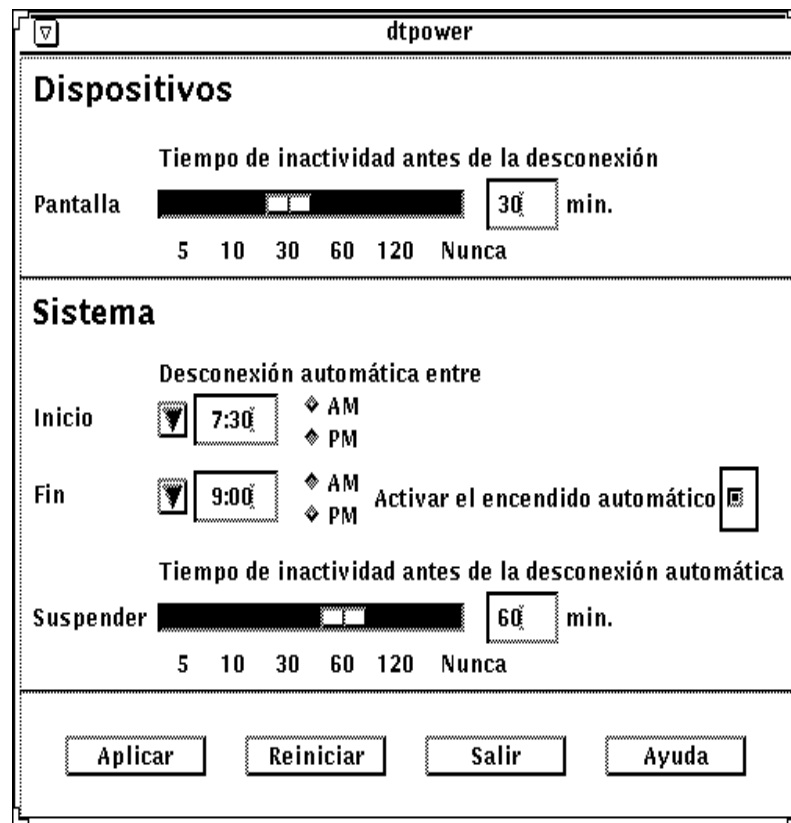 dtpower
Dispositivos
Tiempo de inactividad antes de la desconexión
Pantalla 30 min.
5 10 30 60 120 Nunca
Sistema
Desconexión automática entre
Inicio 7:30 AM
PM
Fin 9:00 AM
PM
Activar el encendido automático
Tiempo de inactividad antes de la desconexión automática
Suspender 60 min.
5 10 30 60 120 Nunca
Aplicar Reiniciar Salir Ayuda